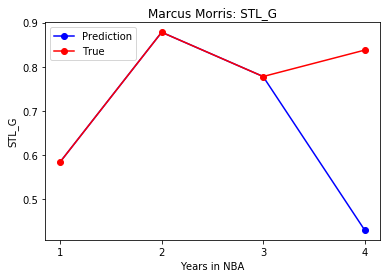 Marcus Morris: STL_G
Prediction
True
0.9
0.8
0.7
0.6
0.5
STL_G
1 2 3 4
Years in NBA